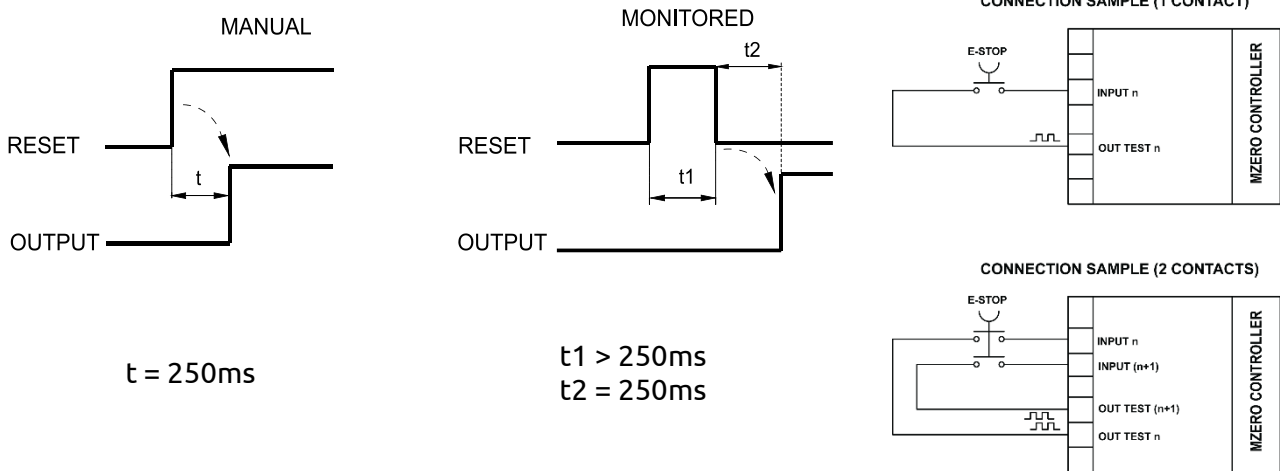 MANUAL
RESET
t
OUTPUT
t = 250ms
MONITORED
t2
RESET
t1
OUTPUT
t1 > 250ms
t2 = 250ms
CONNECTION SAMPLE (1 CONTACT)
E-STOP
INPUT n
OUT TEST n
MZERO CONTROLLER
CONNECTION SAMPLE (2 CONTACTS)
E-STOP
INPUT n
INPUT (n+1)
OUT TEST (n+1)
OUT TEST n
MZERO CONTROLLER